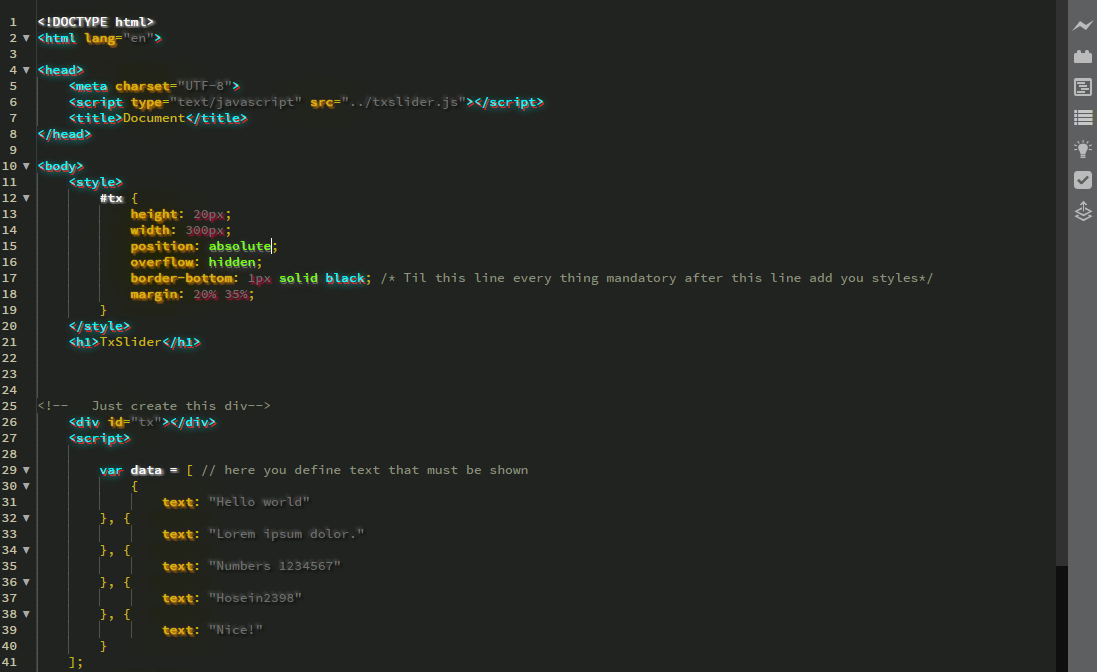 1 <!DOCTYPE html>
2 <html lang="en">
3
4 <head>
5 <meta charset="UTF-8">
6 <script type="text/javascript" src="../txslider.js"></script>
7 <title>Document</title>
8 </head>
9
10 <body>
11 <style>
12 #tx {
13 height: 20px;
14 width: 300px;
15 position: absolute;
16 overflow: hidden;
17 border-bottom: 1px solid black; /* Til this line every thing mandatory after this line add you styles*/
18 margin: 20% 35%;
19 }
20 </style>
21 <h1>TxSlider</h1>
22
23
24
25 <!-- Just create this div-->
26 <div id="tx"></div>
27 <script>
28
29 var data = [ // here you define text that must be shown
30 {
31 text: "Hello world"
32 }, {
33 text: "Lorem ipsum dolor."
34 }, {
35 text: "Numbers 1234567"
36 }, {
37 text: "Hosein2398"
38 }, {
39 text: "Nice!"
40 }
41 ];